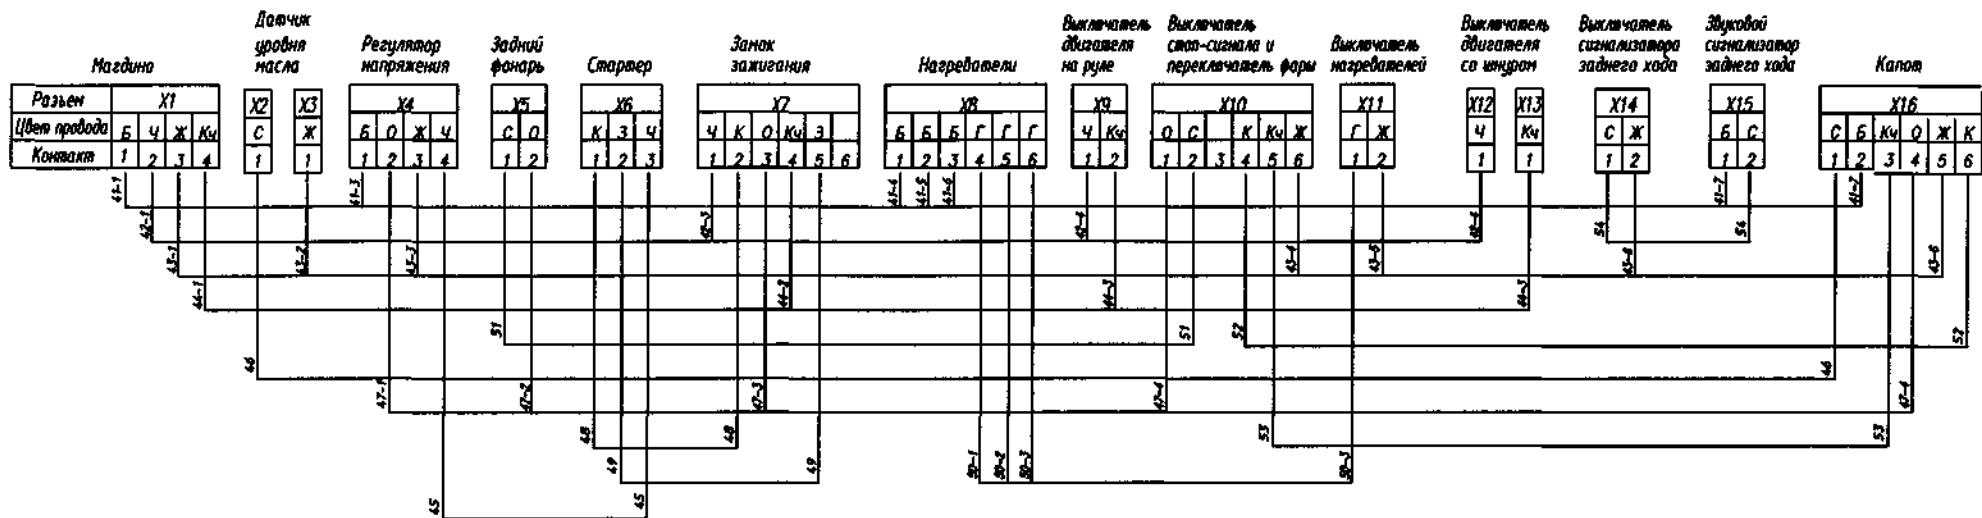 Магдино
Датчик
уровня
масла
Регулятор
напряжения
Задний
фонарь
Стартер
Замок
зажигания
Нагреватели
Выключатель
двигателя
на руле
Выключатель
стоп-сигнала и
переключатель фары
Выключатель
нагревателей
Выключатель
двигателя
со шнуром
Выключатель
сигнализатора
заднего хода
Звуковой
сигнализатор
заднего хода
Капот
Разъем X1 X2 X3 X4 X5 X6 X7 X8 X9 X10 X11 X12 X13 X14 X15 X16
Цвет провода Б Ч Ж Кч С Ж Б О Ж Ч С О К З Ч Ч К О Кч З Б Б Б Г Г Г Ч Кч О С К Кч Ж Г Ж Ч Кч С Ж Б С С Б Кч О Ж К
Контакт 1 2 3 4 1 1 1 2 3 4 1 2 1 2 3 1 2 3 4 5 6 1 2 3 4 5 6 1 2 1 2 3 4 5 6 1 2 1 1 1 2 1 2 1 2 3 4 5 6
41-1 41-3 41-4 41-5 41-6 41-7 41-7
42-1 42-3 42-4 42-4 54 54
43-1 43-2 43-3 43-4 43-5 43-6 43-6
44-1 44-2 44-3 44-3
51 51 52 52
46 46
47-1 47-2 47-3 47-4 47-4
48 48 53 53
49 49 50-1 50-2 50-3 50-3
45 45